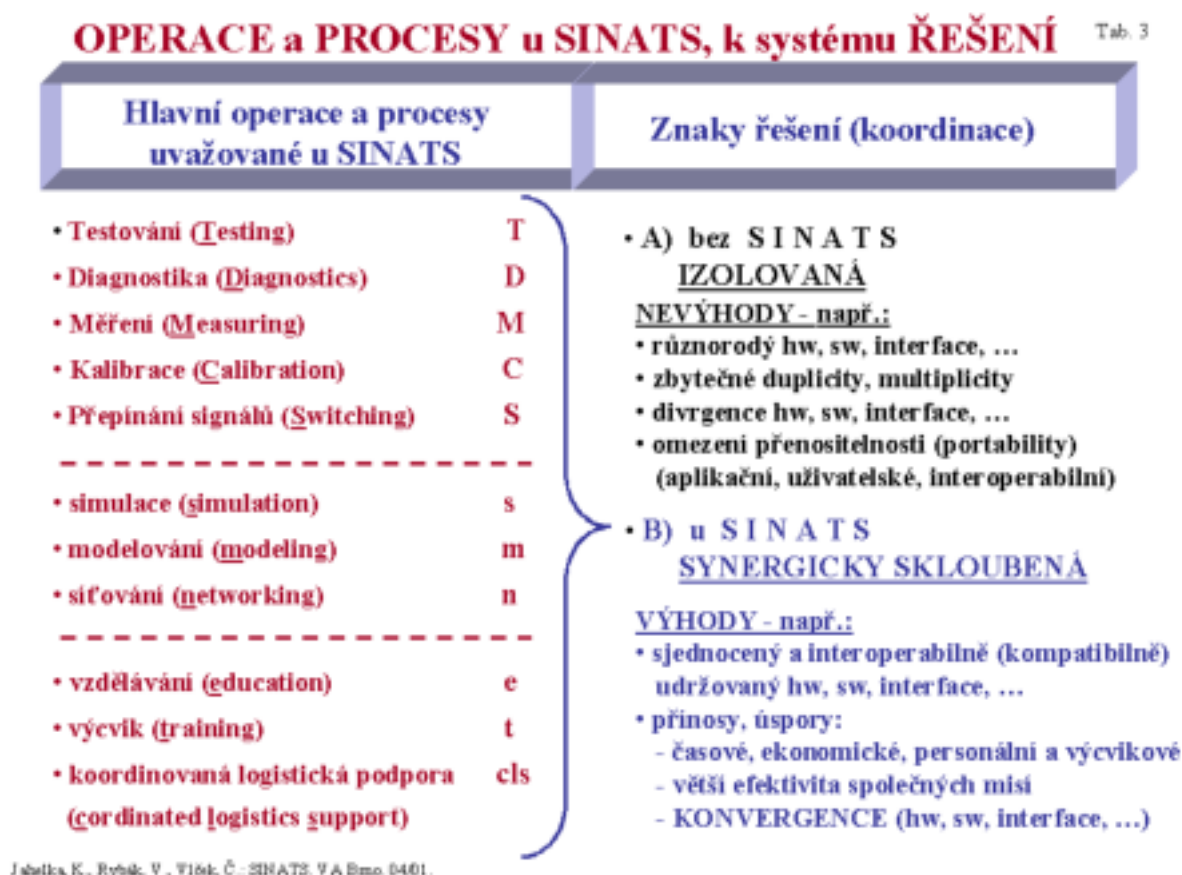 OPERACE a PROCESY u SINATS, k systému ŘEŠENÍ
Tab. 3
Hlavní operace a procesy
uvažované u SINATS
Znaky řešení (koordinace)
• Testování (Testing) T
• Diagnostika (Diagnostics) D
• Měření (Measuring) M
• Kalibrace (Calibration) C
• Přepínání signálů (Switching) S
• simulace (simulation) s
• modelování (modeling) m
• síťování (networking) n
• vzdělávání (education) e
• výcvik (training) t
• koordinovaná logistická podpora cls
(cordinated logistics support)
• A) bez S I N A T S
IZOLOVANÁ
NEVÝHODY - např.:
• různorodý hw, sw, interface, …
• zbytečné duplicity, multiplicity
• divrgence hw, sw, interface, …
• omezení přenositelnosti (portability)
(aplikační, uživatelské, interoperabilní)
• B) u S I N A T S
SYNERGICKY SKLOUBENÁ
VÝHODY - např.:
• sjednocený a interoperabilně (kompatibilně)
udržovaný hw, sw, interface, …
• přínosy, úspory:
- časové, ekonomické, personální a výcvikové
- větší efektivita společných misí
- KONVERGENCE (hw, sw, interface, …)
K., Rybák, V., Vlček, Č.: SINATS, VA Brno, 04/01.